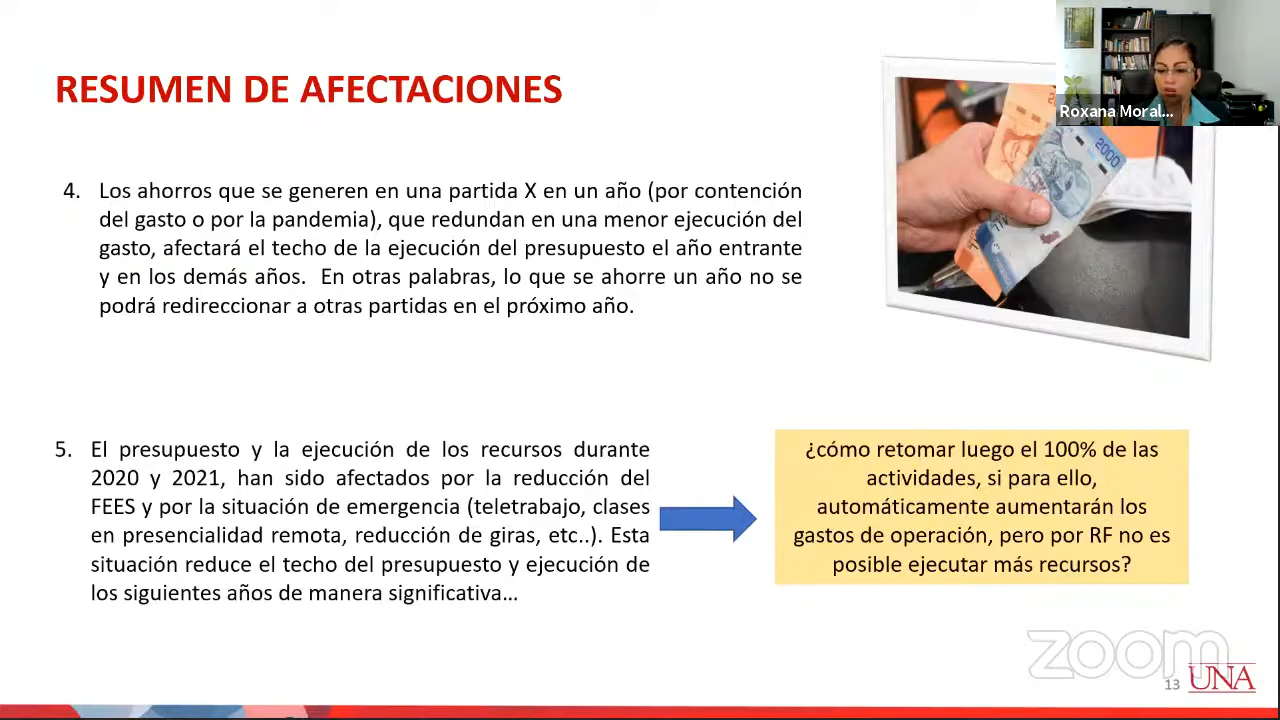 RESUMEN DE AFECTACIONES
Roxana Moral...
4. Los ahorros que se generen en una partida X en un año (por contención
del gasto o por la pandemia), que redundan en una menor ejecución del
gasto, afectará el techo de la ejecución del presupuesto el año entrante
y en los demás años. En otras palabras, lo que se ahorre un año no se
podrá redireccionar a otras partidas en el próximo año.
2000
5. El presupuesto y la ejecución de los recursos durante
2020 y 2021, han sido afectados por la reducción del
FEES y por la situación de emergencia (teletrabajo, clases
en presencialidad remota, reducción de giras, etc..). Esta
situación reduce el techo del presupuesto y ejecución de
los siguientes años de manera significativa…
¿cómo retomar luego el 100% de las
actividades, si para ello,
automáticamente aumentarán los
gastos de operación, pero por RF no es
posible ejecutar más recursos?
zoom
13
UNA